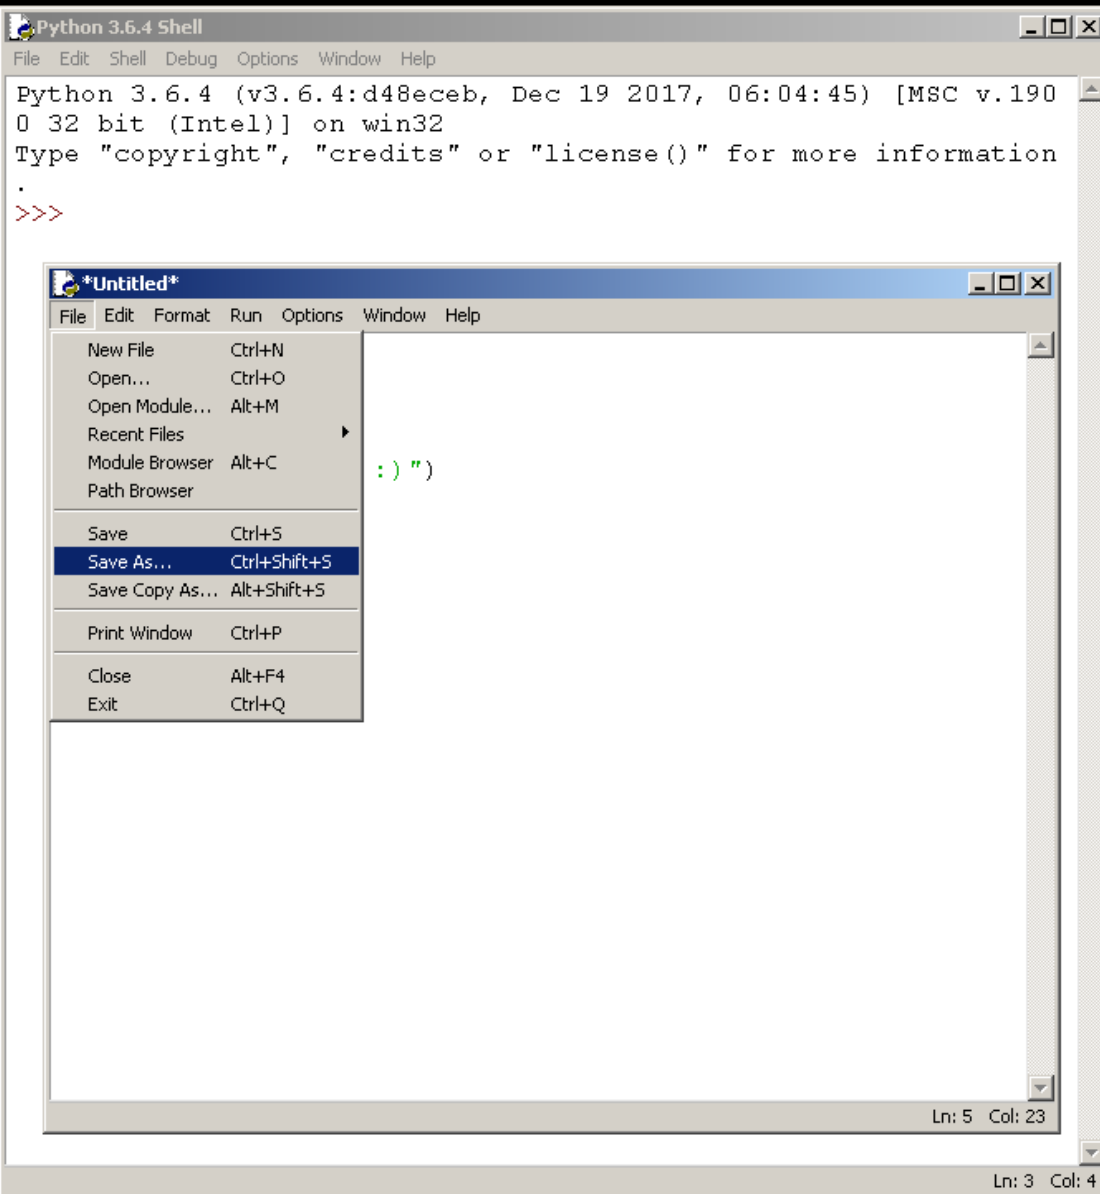 Python 3.6.4 Shell
File Edit Shell Debug Options Window Help
Python 3.6.4 (v3.6.4:d48eceb, Dec 19 2017, 06:04:45) [MSC v.190
0 32 bit (Intel)] on win32
Type "copyright", "credits" or "license()" for more information
.
>>>
*Untitled*
File Edit Format Run Options Window Help
New File Ctrl+N
Open... Ctrl+O
Open Module... Alt+M
Recent Files
Module Browser Alt+C
:)")
Path Browser
Save Ctrl+S
Save As... Ctrl+Shift+S
Save Copy As... Alt+Shift+S
Print Window Ctrl+P
Close Alt+F4
Exit Ctrl+Q
Ln: 5 Col: 23
Ln: 3 Col: 4